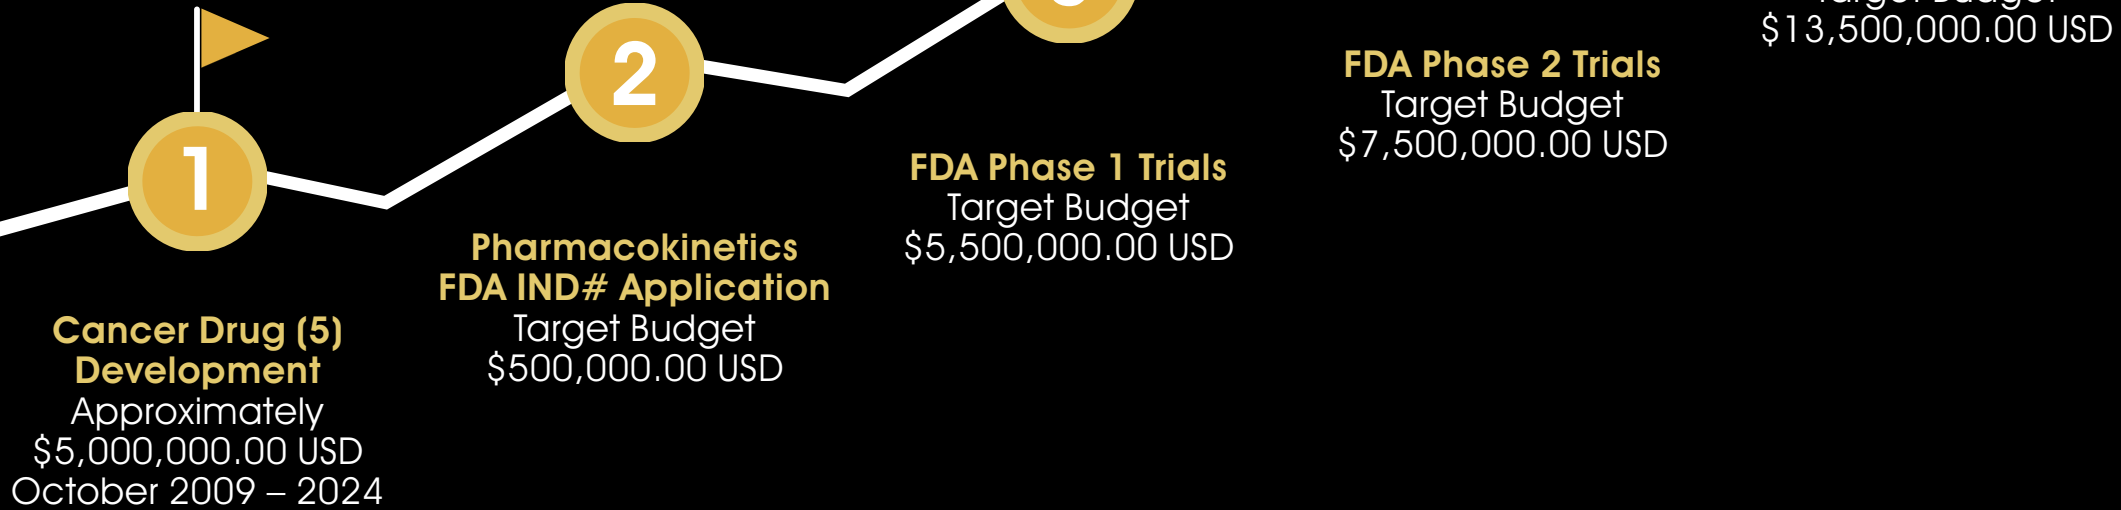 1
Cancer Drug (5)
Development
Approximately
$5,000,000.00 USD
October 2009 – 2024
2
Pharmacokinetics
FDA IND# Application
Target Budget
$500,000.00 USD
FDA Phase 1 Trials
Target Budget
$5,500,000.00 USD
FDA Phase 2 Trials
Target Budget
$7,500,000.00 USD
Target Budget
$13,500,000.00 USD